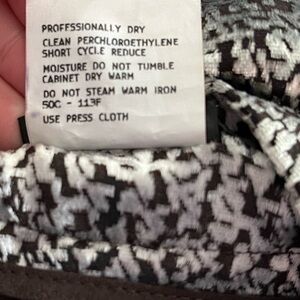 PROFFSSIONALLY DRY
CLEAN PERCHLOROETHYLENE
SHORT CYCLE REDUCE
MOISTURE DO NOT TUMBLE
CABINET DRY WARM
DO NOT STEAM WARM IRON
50C - 113F
USE PRESS CLOTH